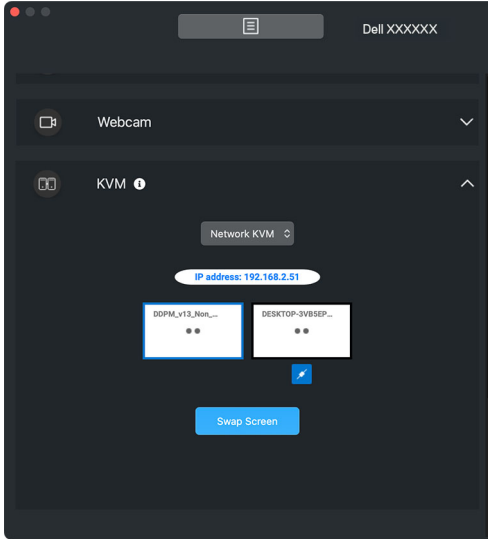 Dell XXXXXX
Webcam
KVM i
Network KVM
IP address: 192.168.2.51
DDPM_v13_Non_...
DESKTOP-3VB5EP...
Swap Screen